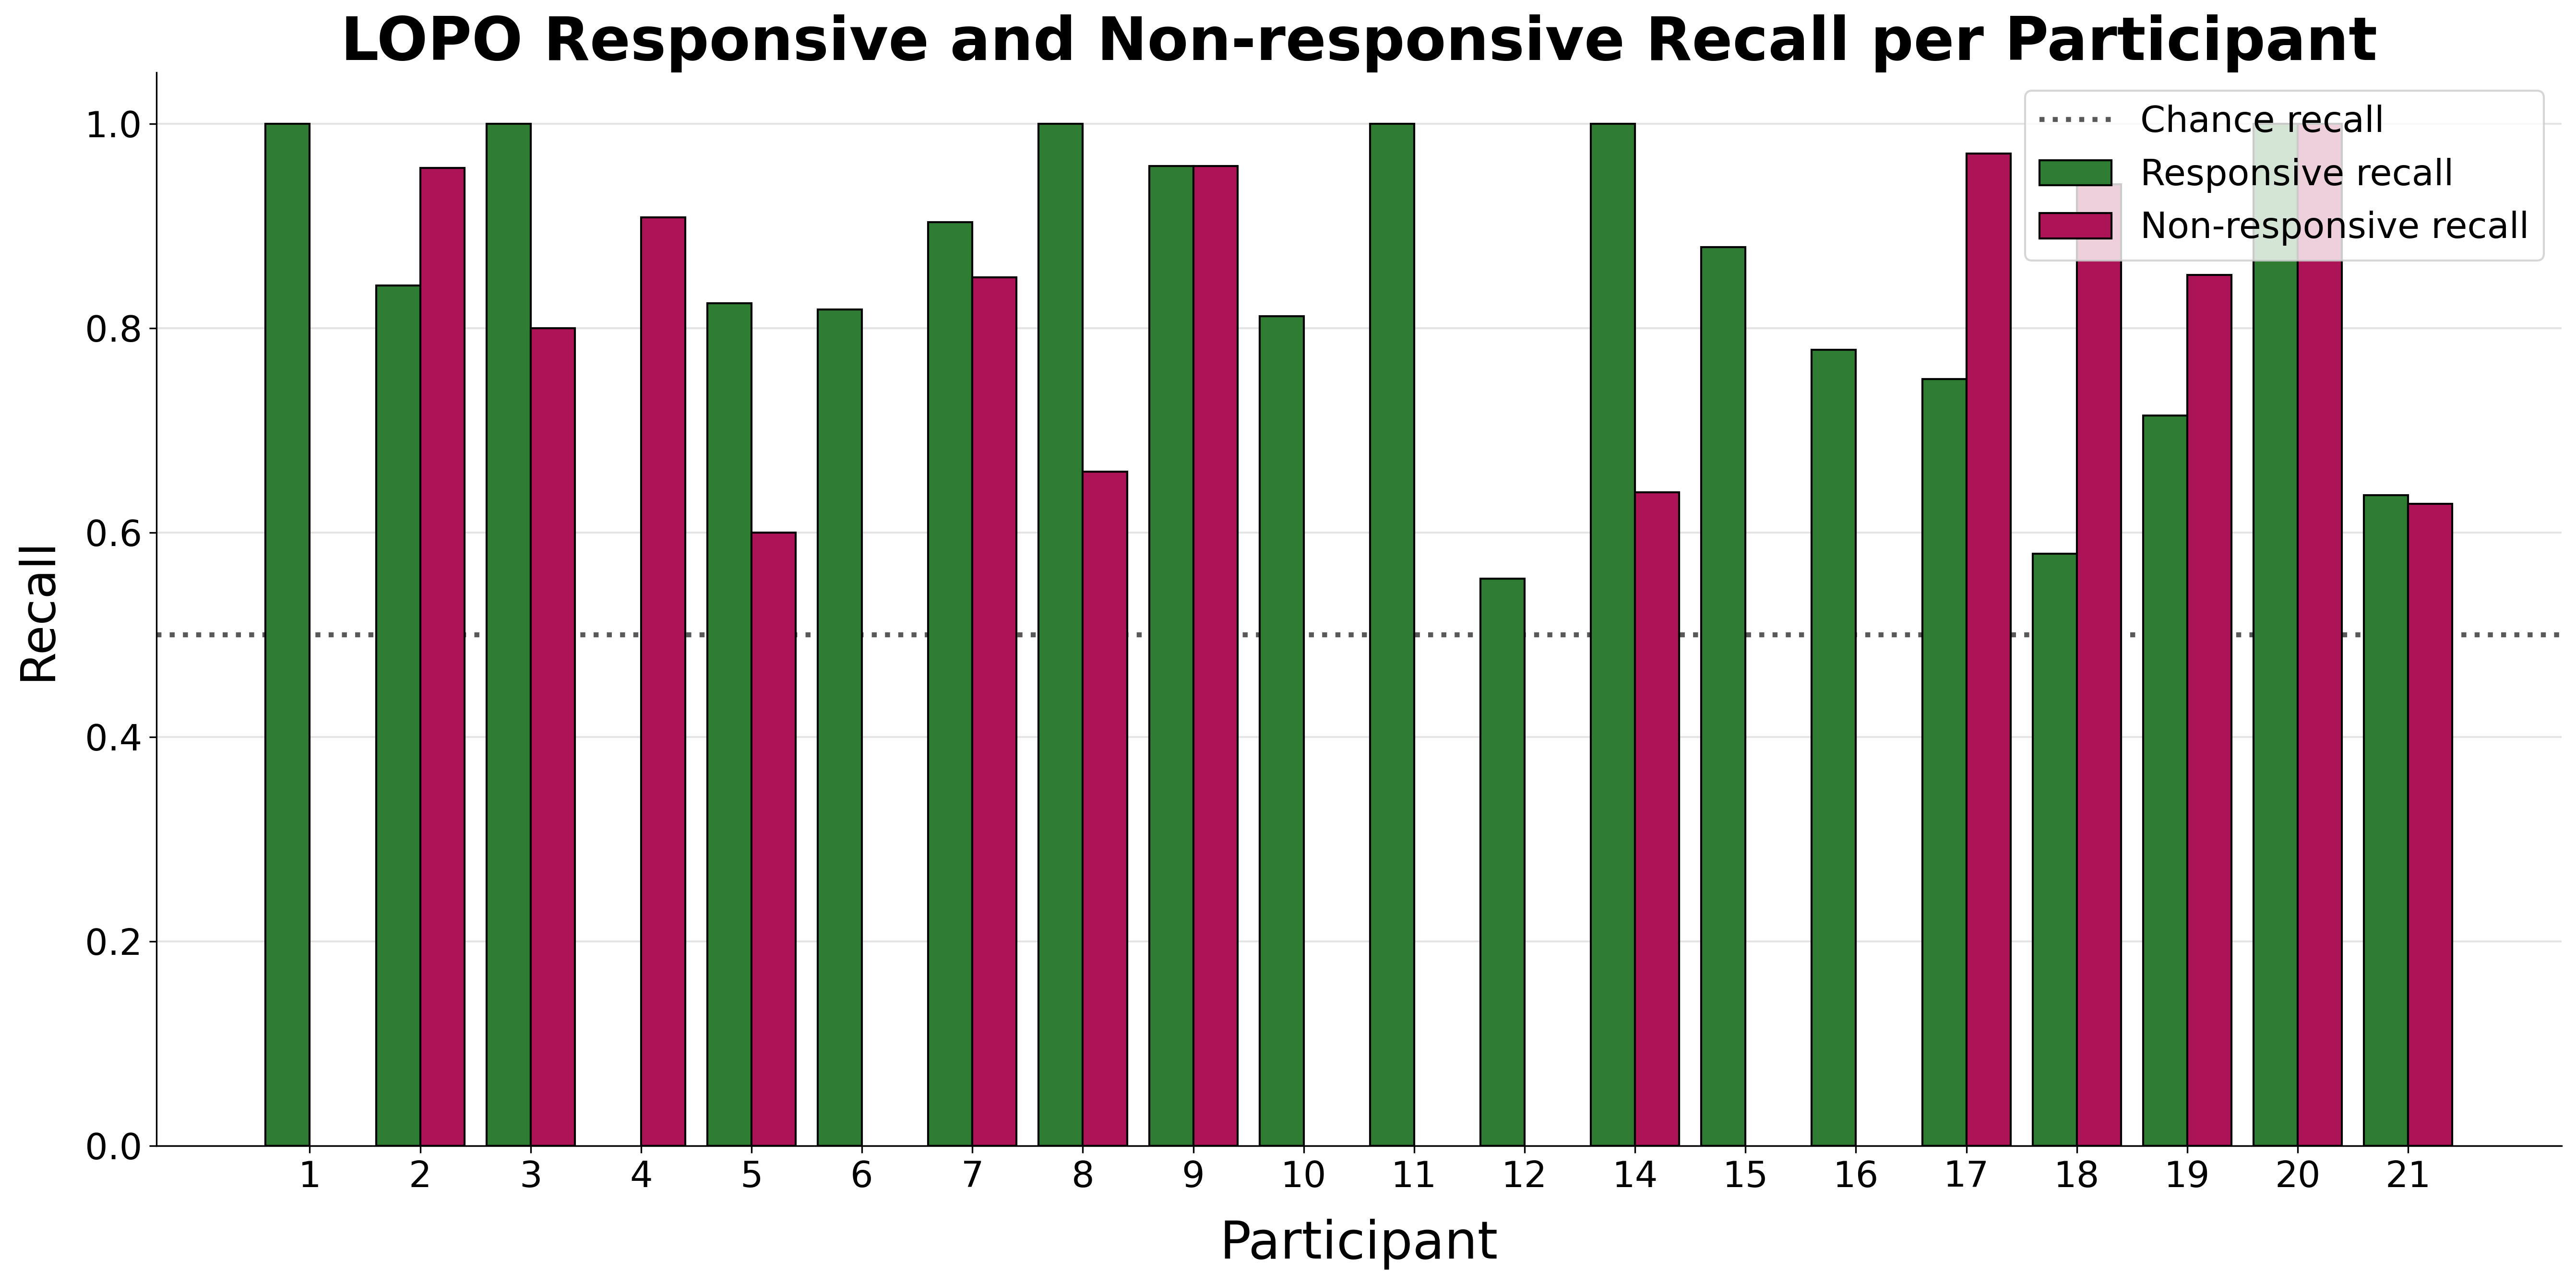 LOPO Responsive and Non-responsive Recall per Participant
Chance recall
Responsive recall
Non-responsive recall
Recall
1.0
0.8
0.6
0.4
0.2
0.0
1 2 3 4 5 6 7 8 9 10 11 12 14 15 16 17 18 19 20 21
Participant